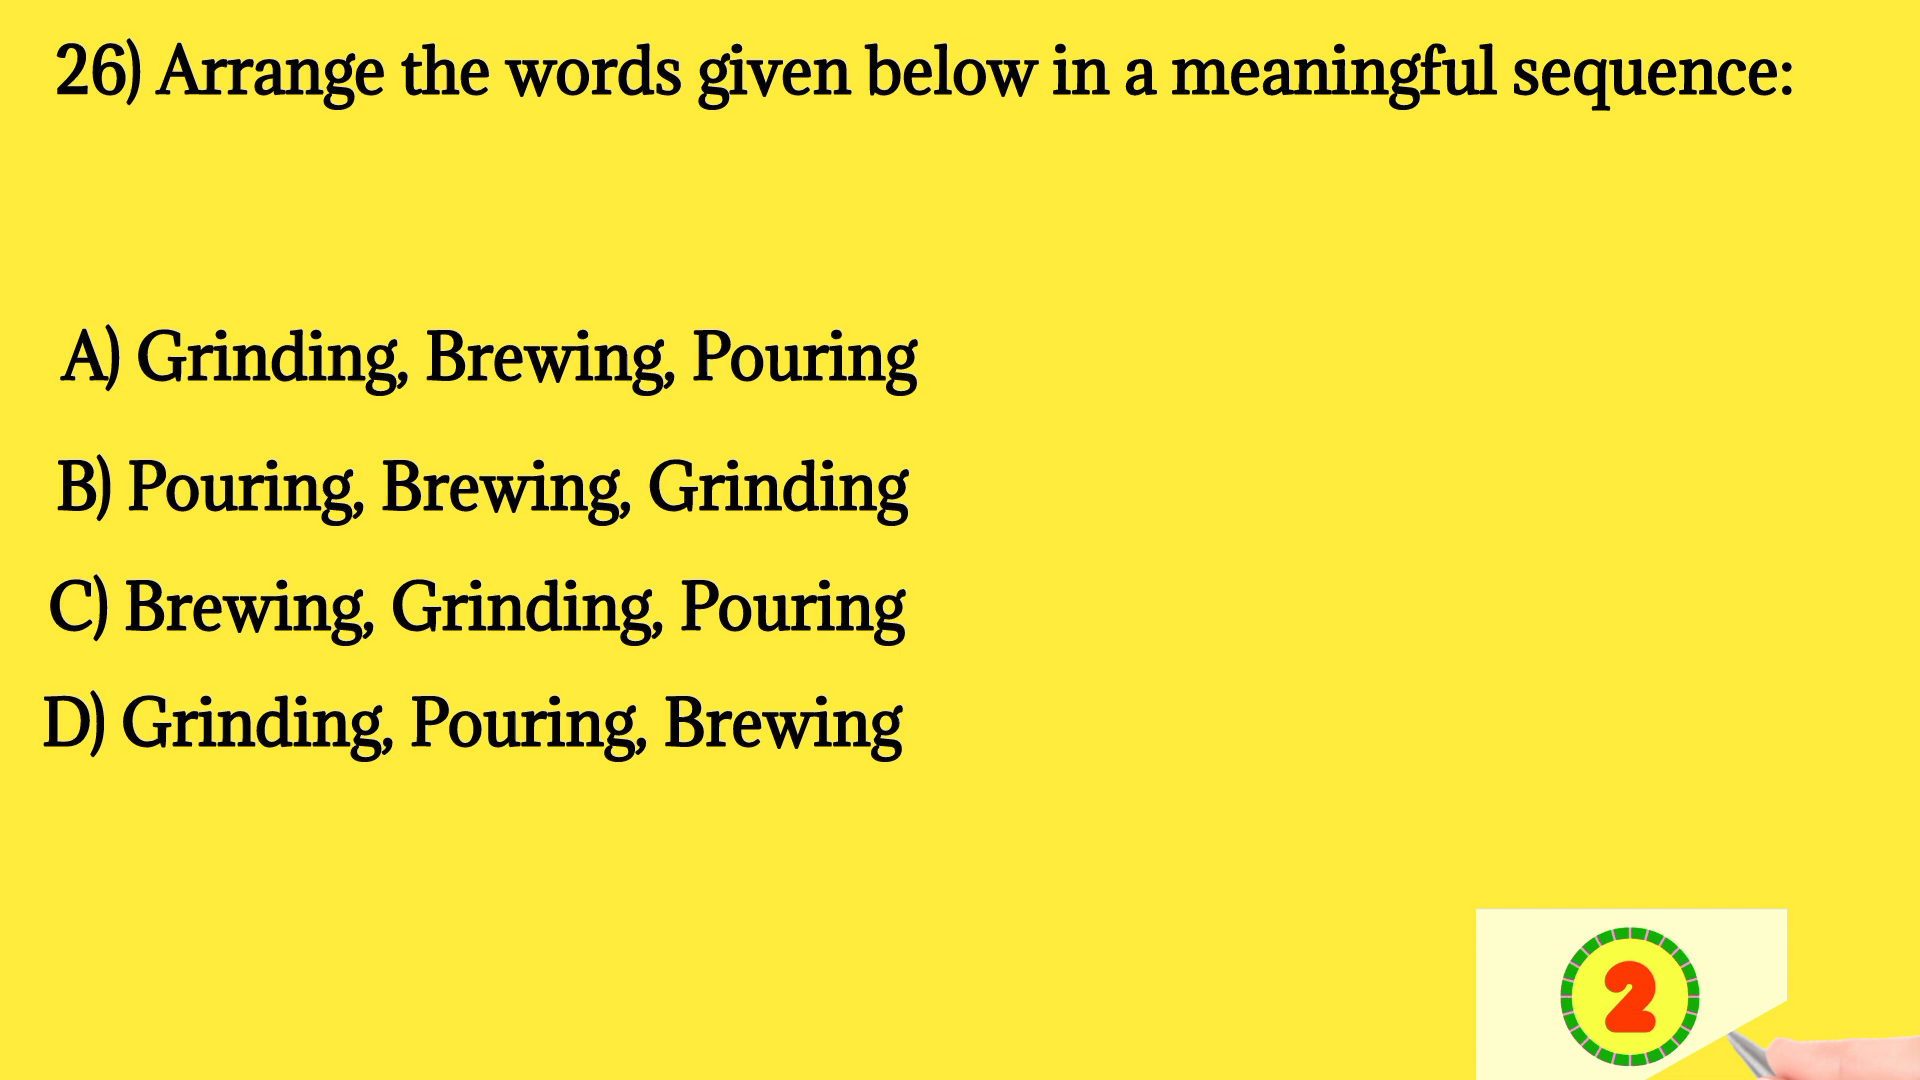 26) Arrange the words given below in a meaningful sequence:
A) Grinding, Brewing, Pouring
B) Pouring, Brewing, Grinding
C) Brewing, Grinding, Pouring
D) Grinding, Pouring, Brewing
2